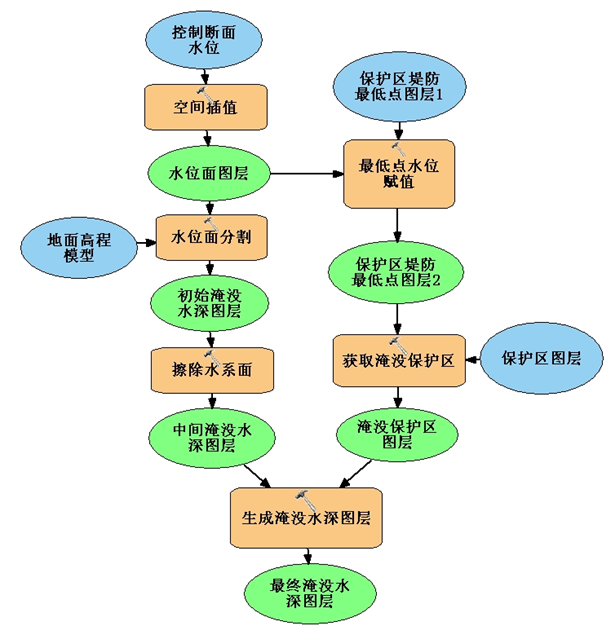 控制断面
水位
空间插值
保护区堤防
最低点图层1
水位面图层
最低点水位
赋值
地面高程
模型
水位面分割
保护区堤防
最低点图层2
初始淹没
水深图层
擦除水系面
获取淹没保护区
保护区图层
中间淹没水
深图层
淹没保护区
图层
生成淹没水深图层
最终淹没水
深图层